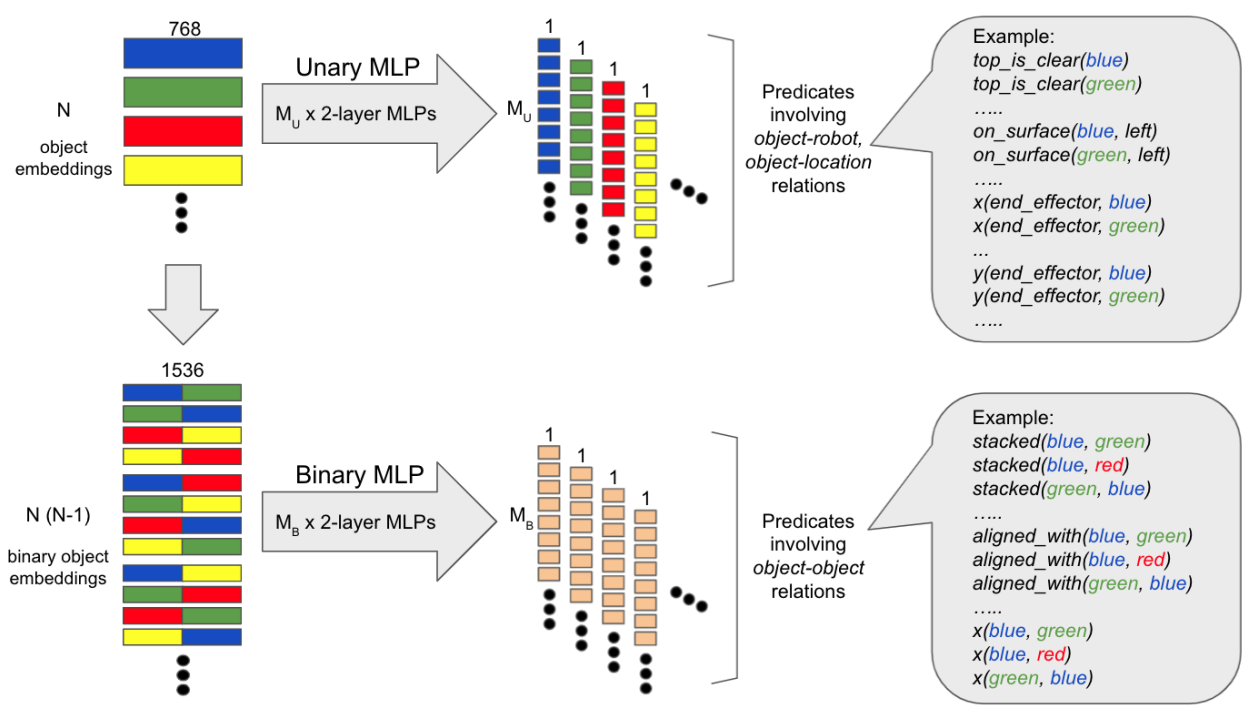 768
N
object
embeddings
Unary MLP
M_U x 2-layer MLPs
1
1
1
1
M_U
Predicates
involving
object-robot,
object-location
relations
Example:
top_is_clear(blue)
top_is_clear(green)
.....
on_surface(blue, left)
on_surface(green, left)
.....
x(end_effector, blue)
x(end_effector, green)
...
y(end_effector, blue)
y(end_effector, green)
.....
1536
N (N-1)
binary object
embeddings
Binary MLP
M_B x 2-layer MLPs
1
1
1
1
M_B
Predicates
involving
object-object
relations
Example:
stacked(blue, green)
stacked(blue, red)
stacked(green, blue)
.....
aligned_with(blue, green)
aligned_with(blue, red)
aligned_with(green, blue)
.....
x(blue, green)
x(blue, red)
x(green, blue)